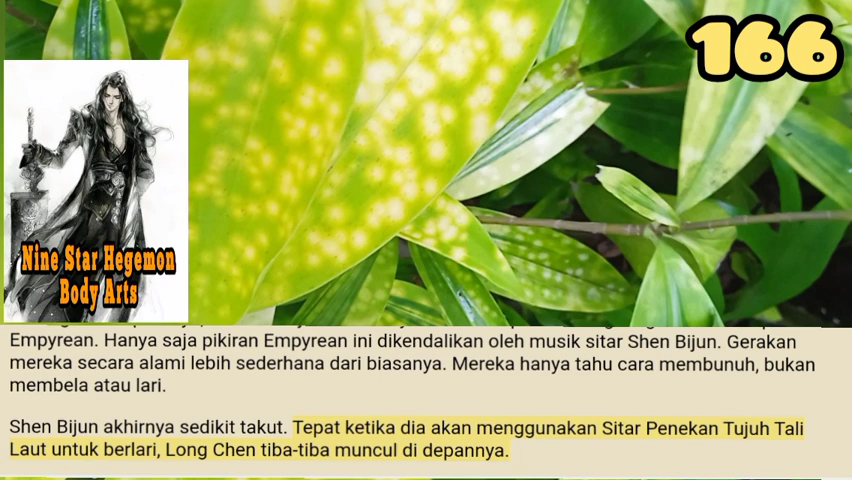 166
Nine Star Hegemon
Body Arts
Empyrean. Hanya saja pikiran Empyrean ini dikendalikan oleh musik sitar Shen Bijun. Gerakan
mereka secara alami lebih sederhana dari biasanya. Mereka hanya tahu cara membunuh, bukan
membela atau lari.
Shen Bijun akhirnya sedikit takut. Tepat ketika dia akan menggunakan Sitar Penekan Tujuh Tali
Laut untuk berlari, Long Chen tiba-tiba muncul di depannya.